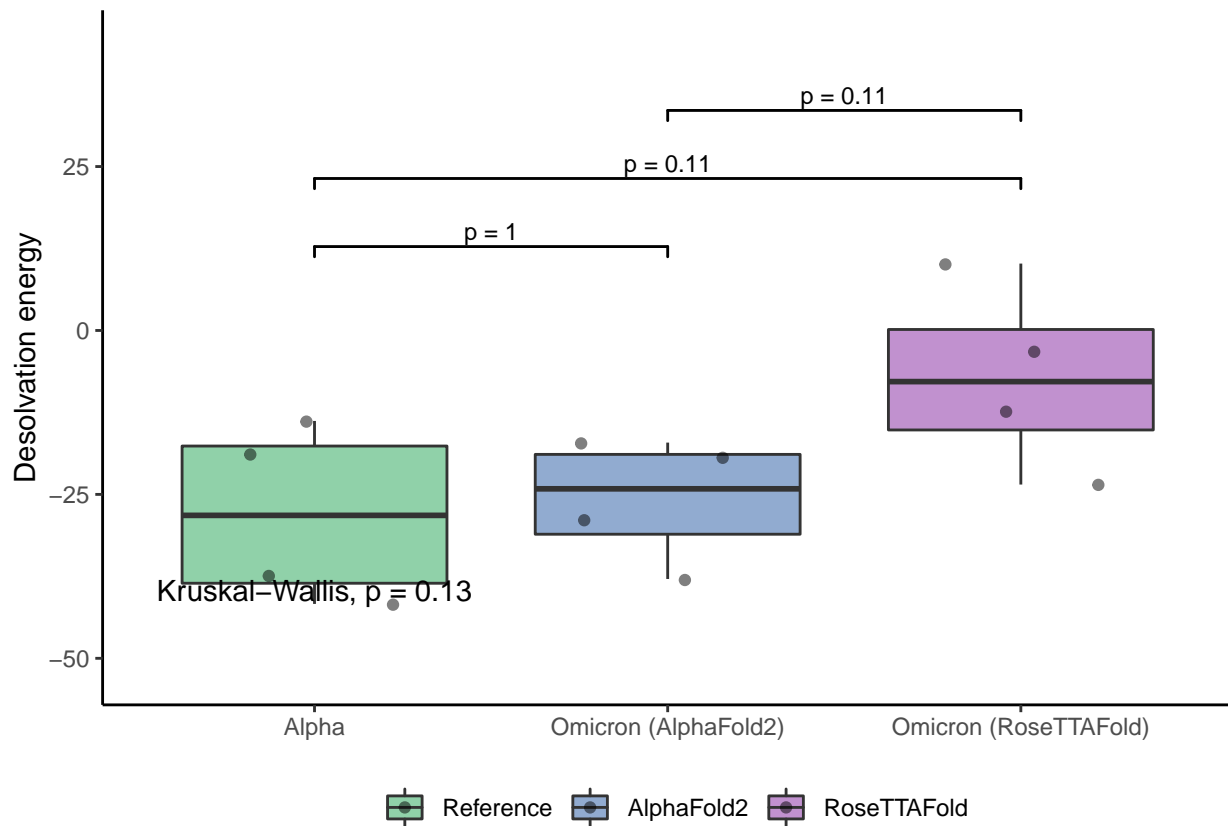 p = 0.11
25
p = 0.11
p = 1
Desolvation energy
0
−25
Kruskal−Wallis, p = 0.13
−50
Alpha
Omicron (AlphaFold2)
Omicron (RoseTTAFold)
Reference
AlphaFold2
RoseTTAFold